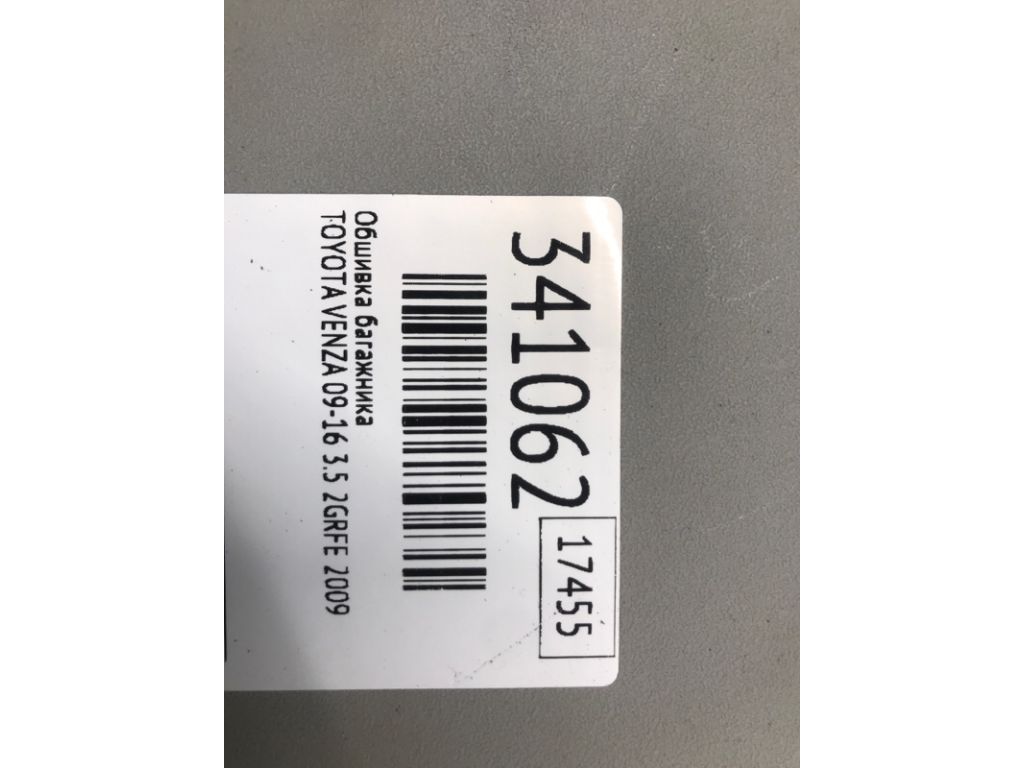 341062
17455
Обшивка багажника
TOYOTA VENZA 09-16 3.5 2GRFE 2009